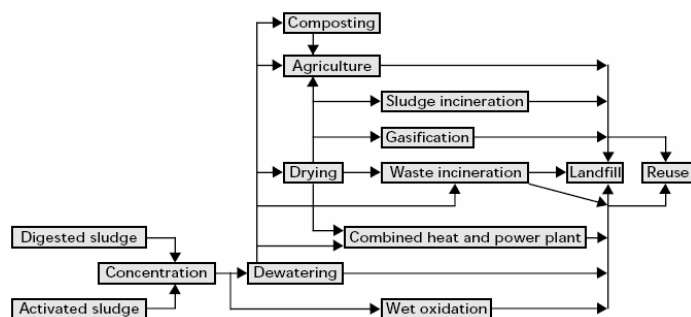 Composting
Agriculture
Sludge incineration
Gasification
Drying
Waste incineration
Landfill
Reuse
Digested sludge
Combined heat and power plant
Concentration
Dewatering
Activated sludge
Wet oxidation